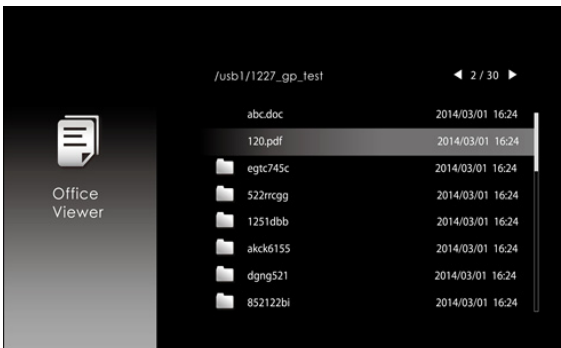 /usb1/1227_gp_test ◀ 2/30 ▶
abc.doc 2014/03/01 16:24
120.pdf 2014/03/01 16:24
egtc745c 2014/03/01 16:24
522rrcgg 2014/03/01 16:24
1251dbb 2014/03/01 16:24
akck6155 2014/03/01 16:24
dgng521 2014/03/01 16:24
852122bi 2014/03/01 16:24
Office
Viewer